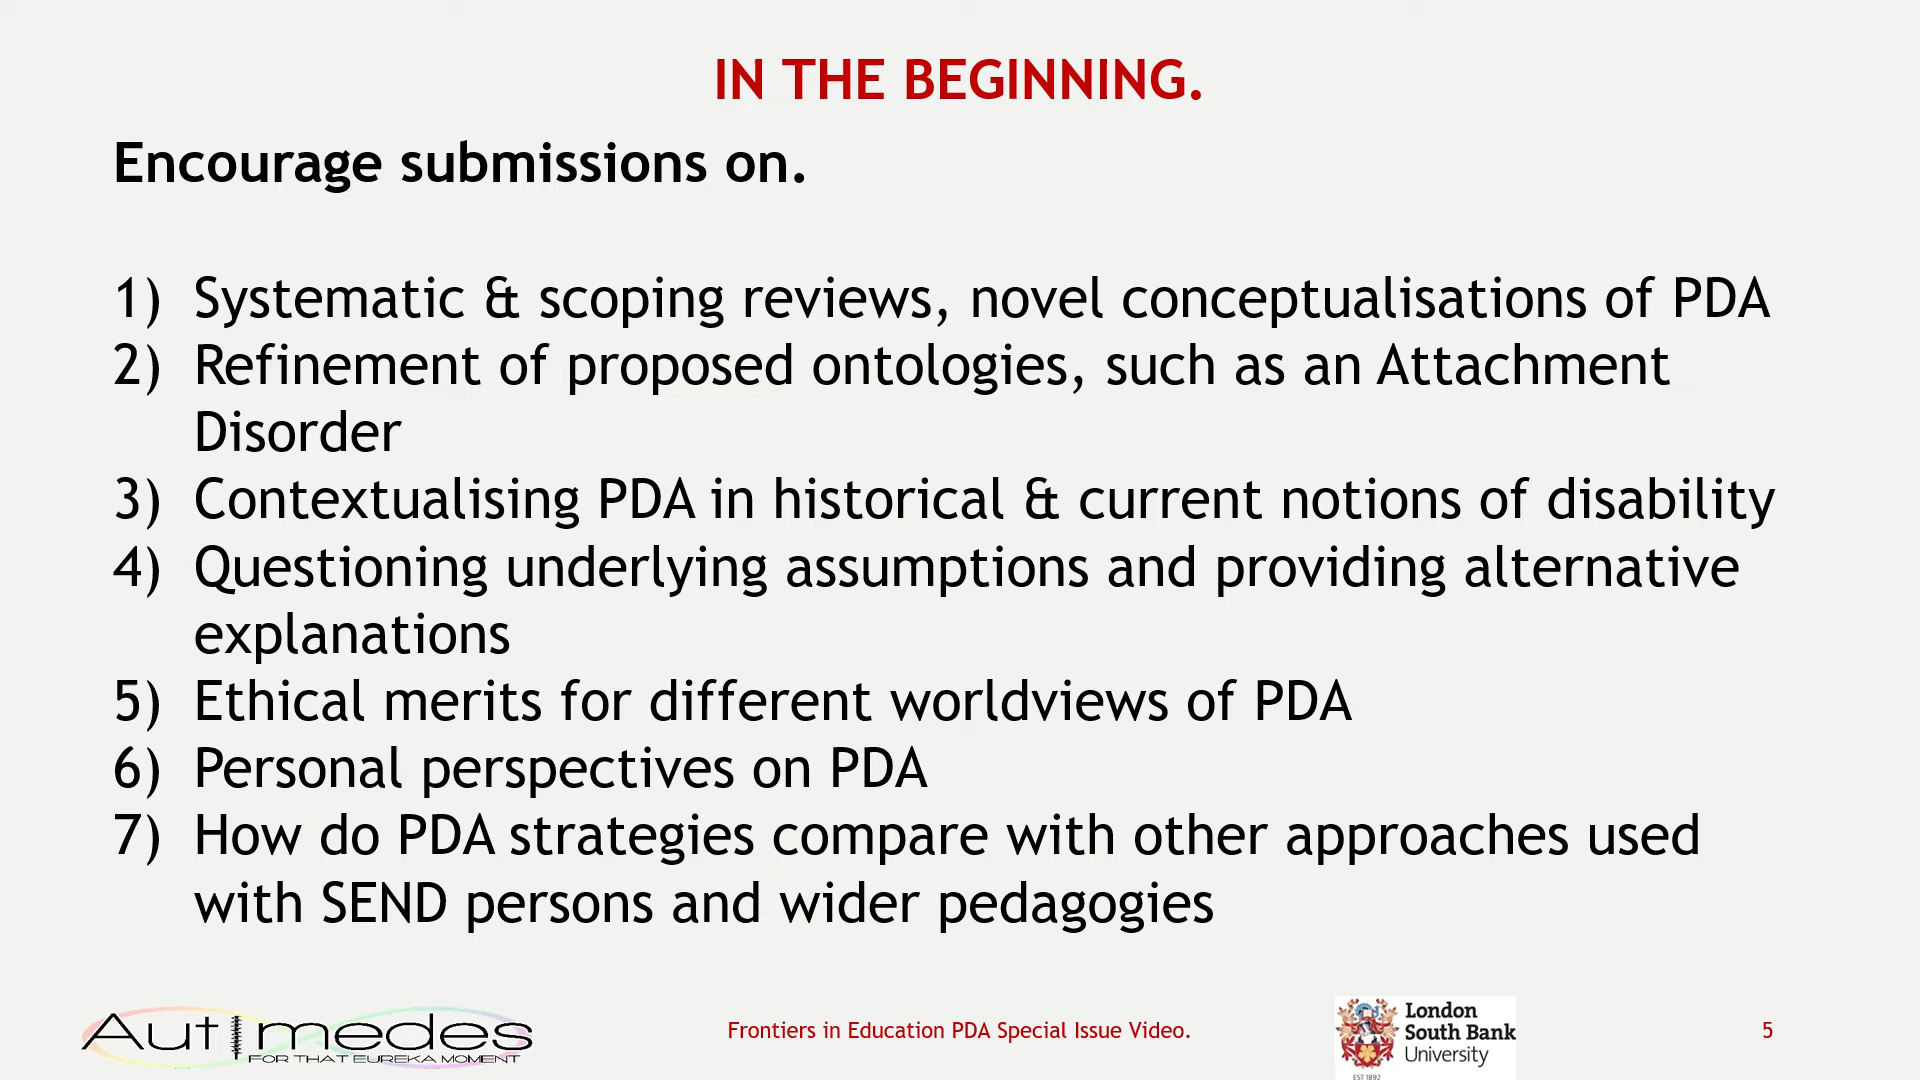 IN THE BEGINNING.
Encourage submissions on.
1) Systematic & scoping reviews, novel conceptualisations of PDA
2) Refinement of proposed ontologies, such as an Attachment
Disorder
3) Contextualising PDA in historical & current notions of disability
4) Questioning underlying assumptions and providing alternative
explanations
5) Ethical merits for different worldviews of PDA
6) Personal perspectives on PDA
7) How do PDA strategies compare with other approaches used
with SEND persons and wider pedagogies
Autimedes
FOR THAT EUREKA MOMENT
Frontiers in Education PDA Special Issue Video.
London
South Bank
University
EST 1892
5